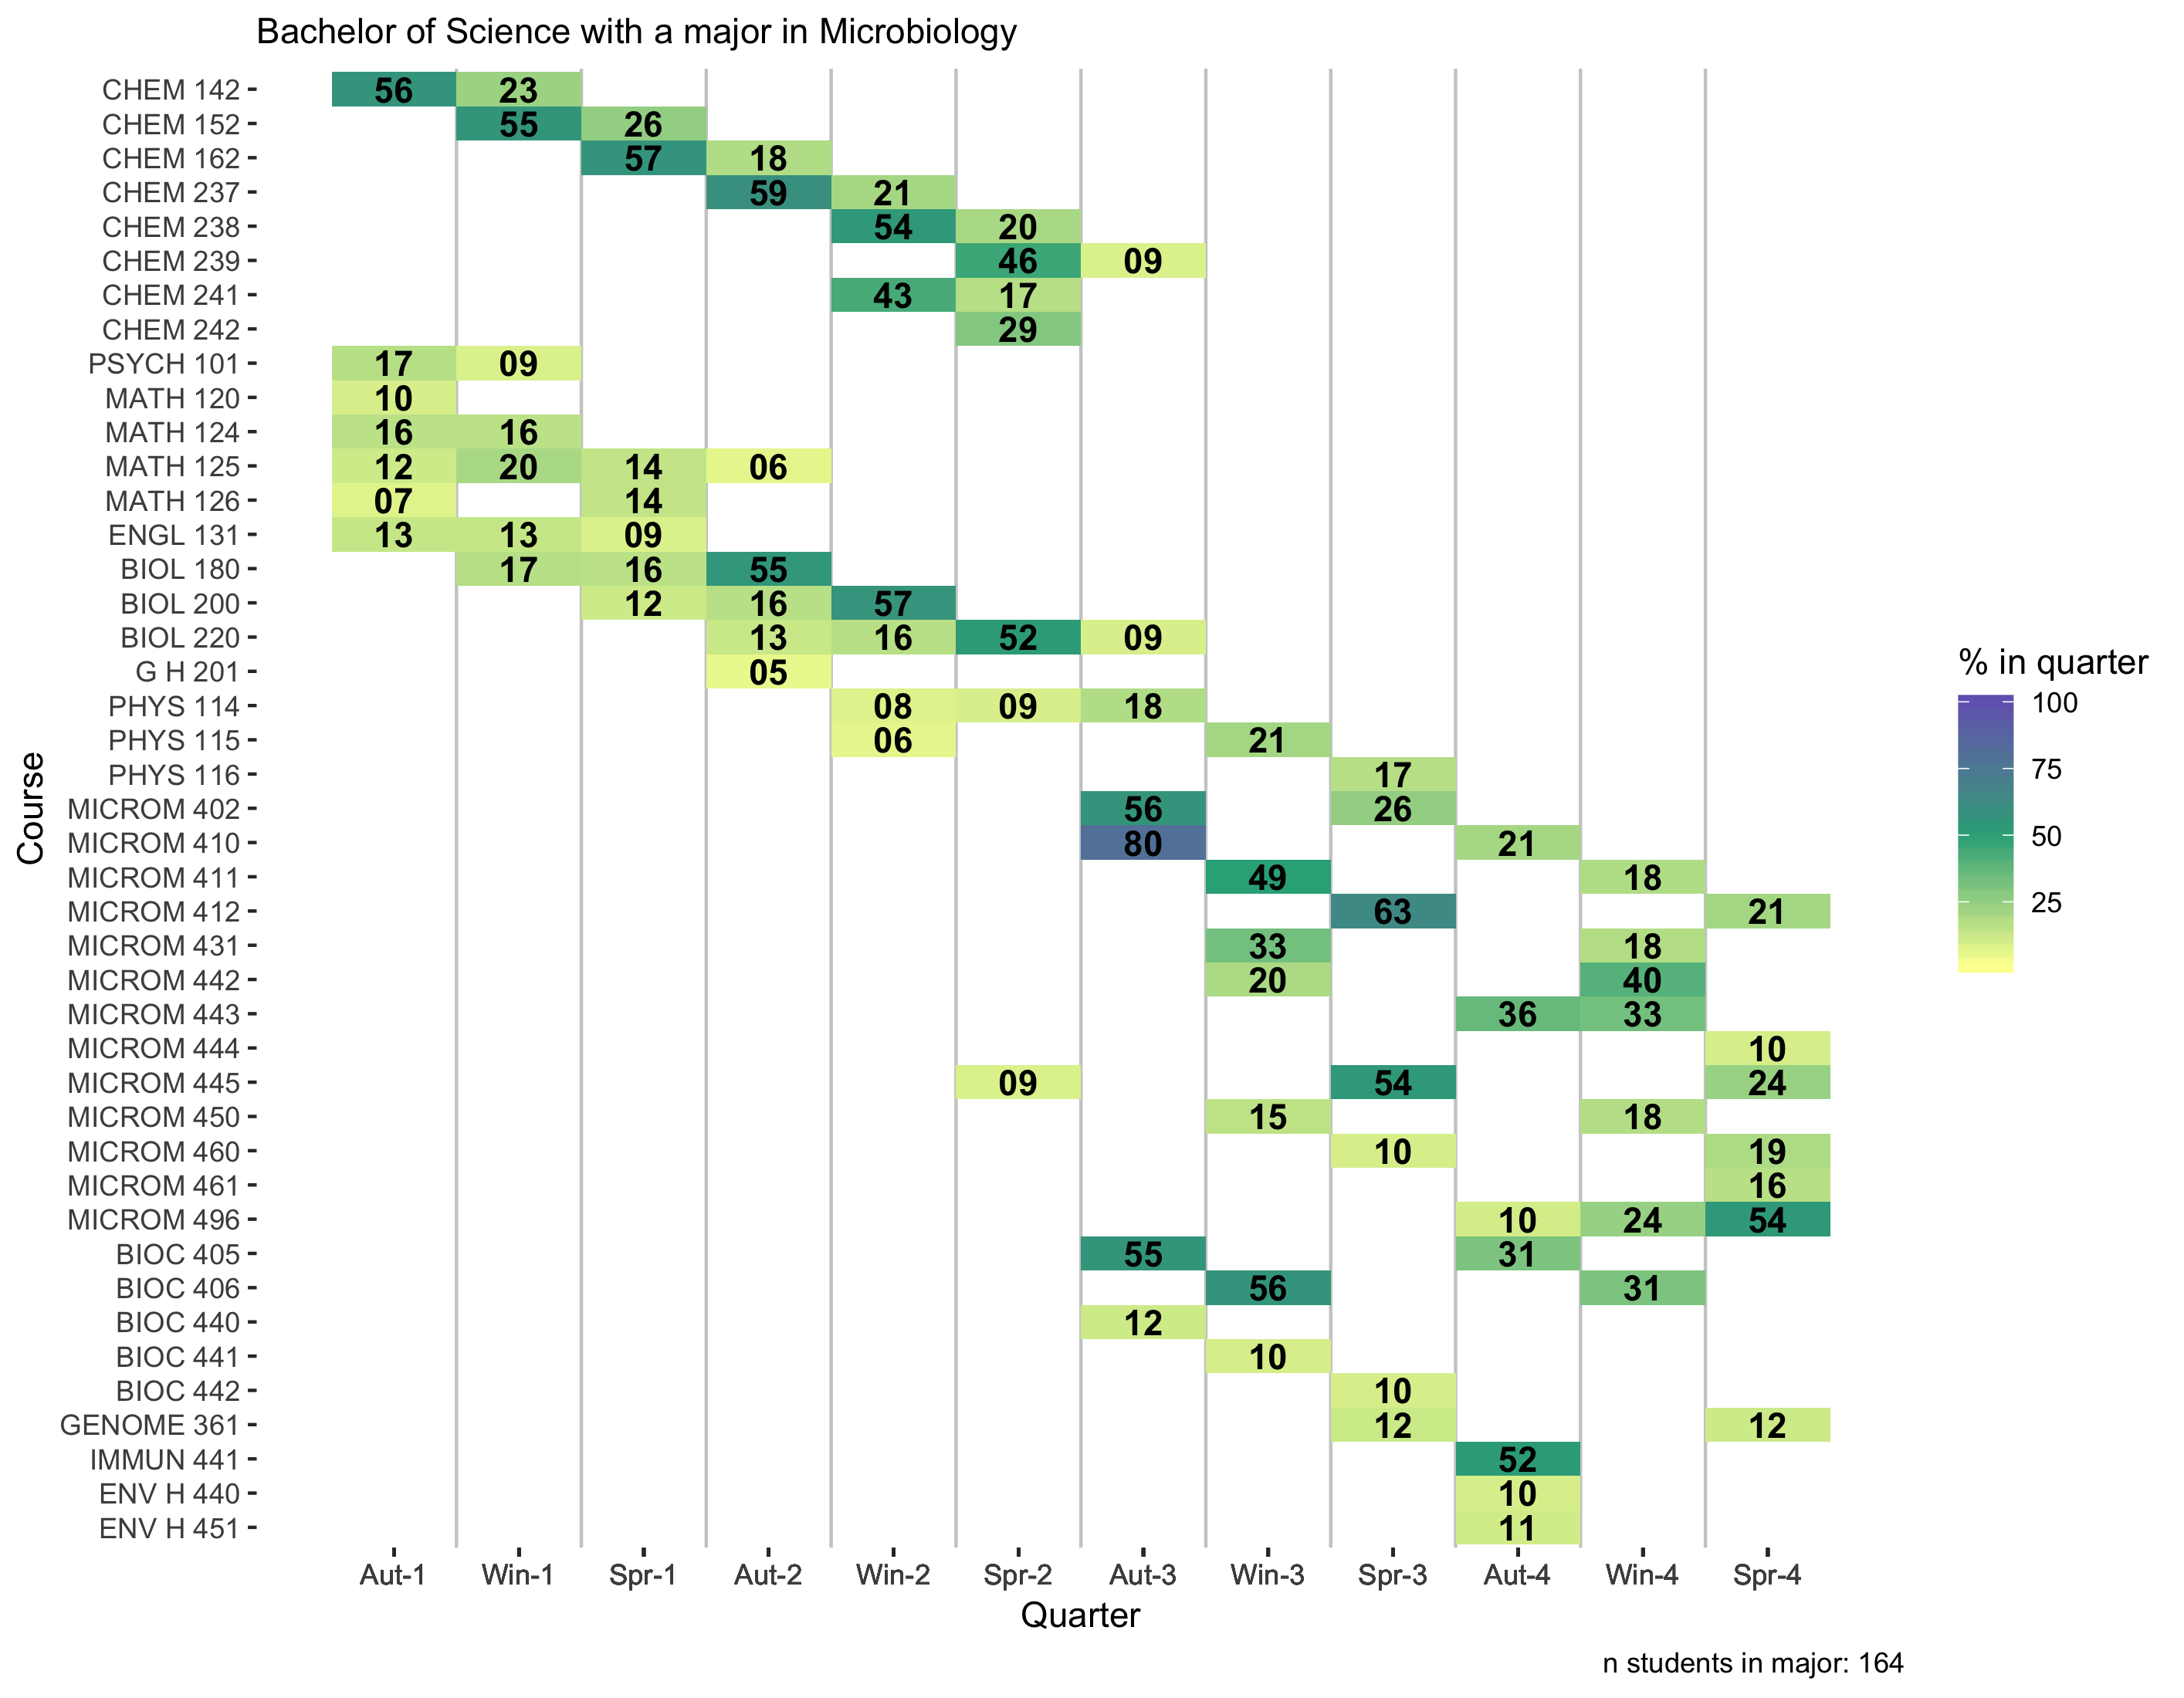 Bachelor of Science with a major in Microbiology
Course
CHEM 142 56 23
CHEM 152 55 26
CHEM 162 57 18
CHEM 237 59 21
CHEM 238 54 20
CHEM 239 46 09
CHEM 241 43 17
CHEM 242 29
PSYCH 101 17 09
MATH 120 10
MATH 124 16 16
MATH 125 12 20 14 06
MATH 126 07 14
ENGL 131 13 13 09
BIOL 180 17 16 55
BIOL 200 12 16 57
BIOL 220 13 16 52 09
G H 201 05
PHYS 114 08 09 18
PHYS 115 06 21
PHYS 116 17
MICROM 402 56 26
MICROM 410 80 21
MICROM 411 49 18
MICROM 412 63 21
MICROM 431 33 18
MICROM 442 20 40
MICROM 443 36 33
MICROM 444 10
MICROM 445 09 54 24
MICROM 450 15 18
MICROM 460 10 19
MICROM 461 16
MICROM 496 10 24 54
BIOC 405 55 31
BIOC 406 56 31
BIOC 440 12
BIOC 441 10
BIOC 442 10
GENOME 361 12 12
IMMUN 441 52
ENV H 440 10
ENV H 451 11
Aut-1 Win-1 Spr-1 Aut-2 Win-2 Spr-2 Aut-3 Win-3 Spr-3 Aut-4 Win-4 Spr-4
Quarter
% in quarter
100
75
50
25
n students in major: 164